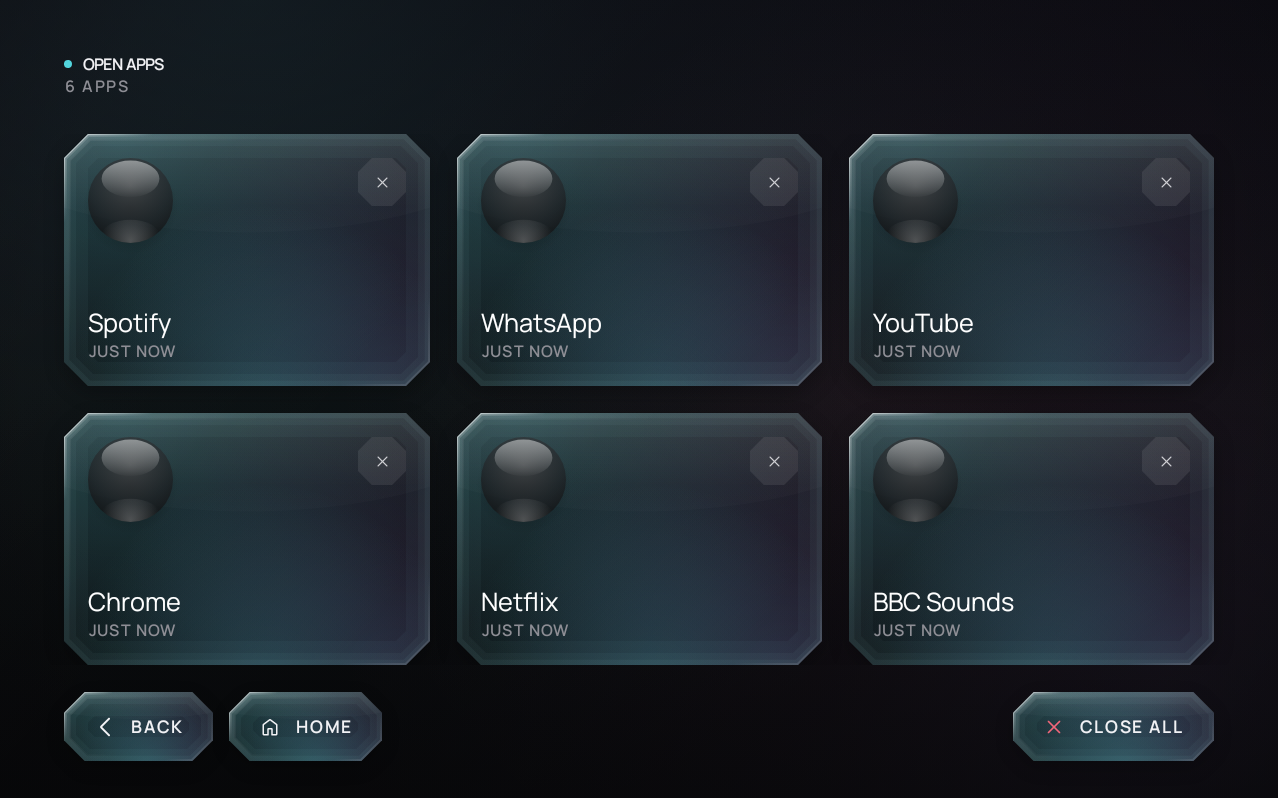 OPEN APPS
6 APPS
Spotify
JUST NOW
WhatsApp
JUST NOW
YouTube
JUST NOW
Chrome
JUST NOW
Netflix
JUST NOW
BBC Sounds
JUST NOW
BACK
HOME
CLOSE ALL